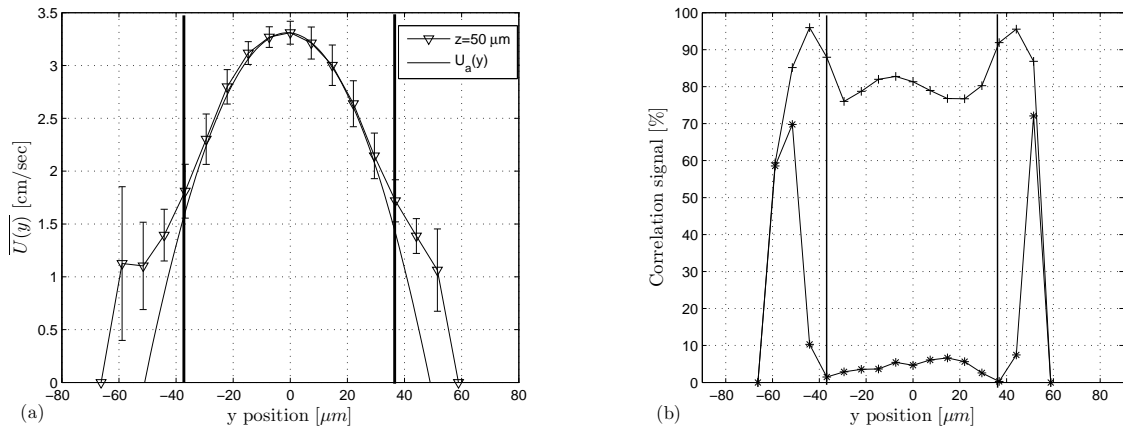 3.5
3
2.5
2
1.5
1
0.5
0
−80 −60 −40 −20 0 20 40 60 80
U(y) [cm/sec]
y position [μm]
(a)
z=50 μm
U_a(y)
100
90
80
70
60
50
40
30
20
10
0
−80 −60 −40 −20 0 20 40 60 80
Correlation signal [%]
y position [μm]
(b)